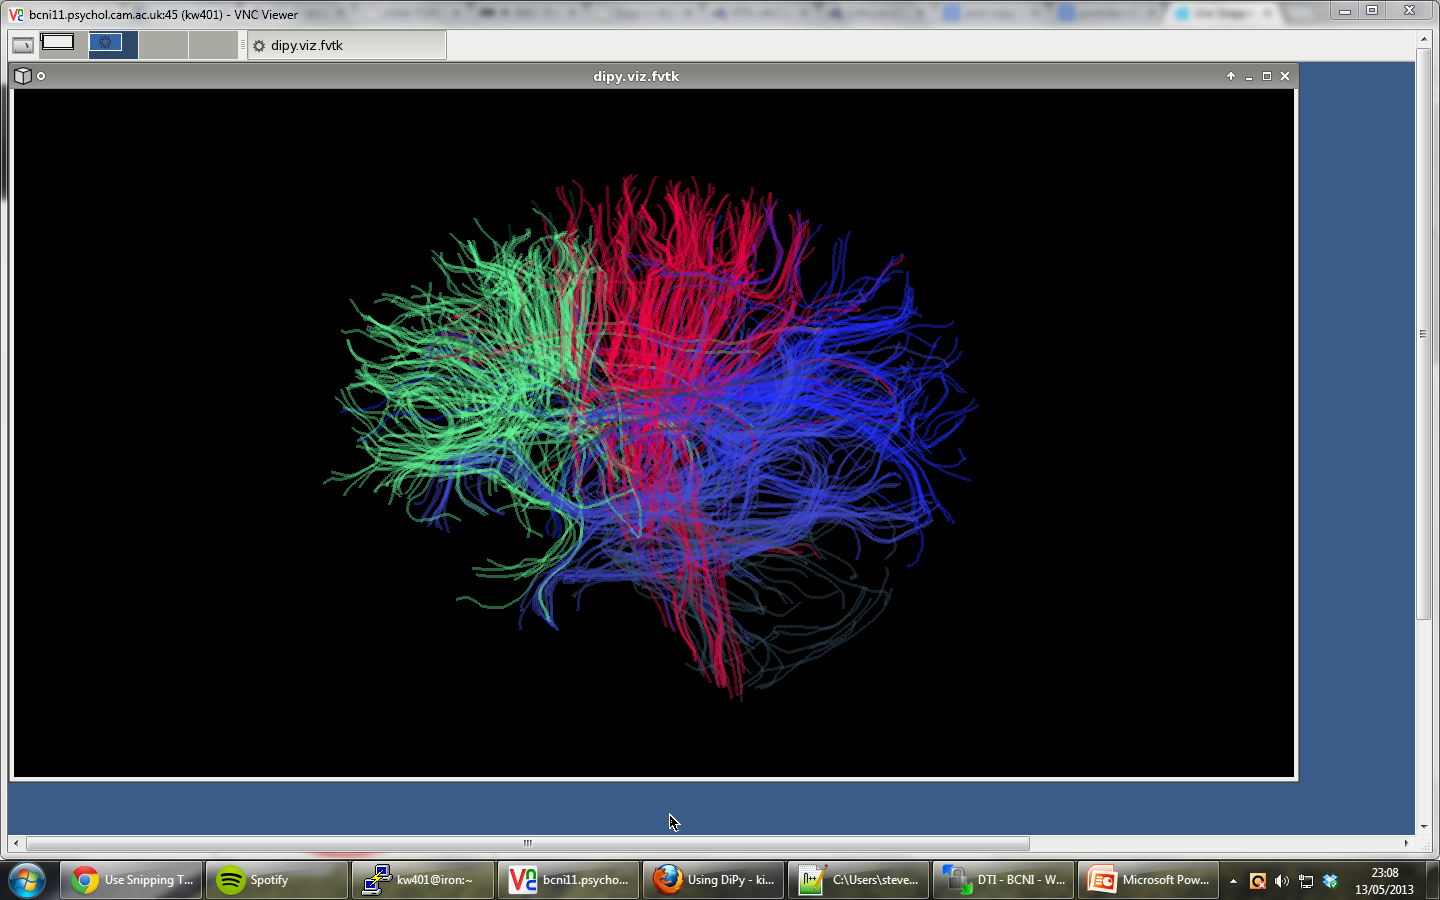 bcni11.psychol.cam.ac.uk:45 (kw401) - VNC Viewer
dipy.viz.fvtk
dipy.viz.fvtk
Use Snipping T...
Spotify
kw401@iron:~
bcni11.psycho...
Using DiPy - ki...
C:\Users\steve...
DTI - BCNI - W...
Microsoft Pow...
23:08
13/05/2013